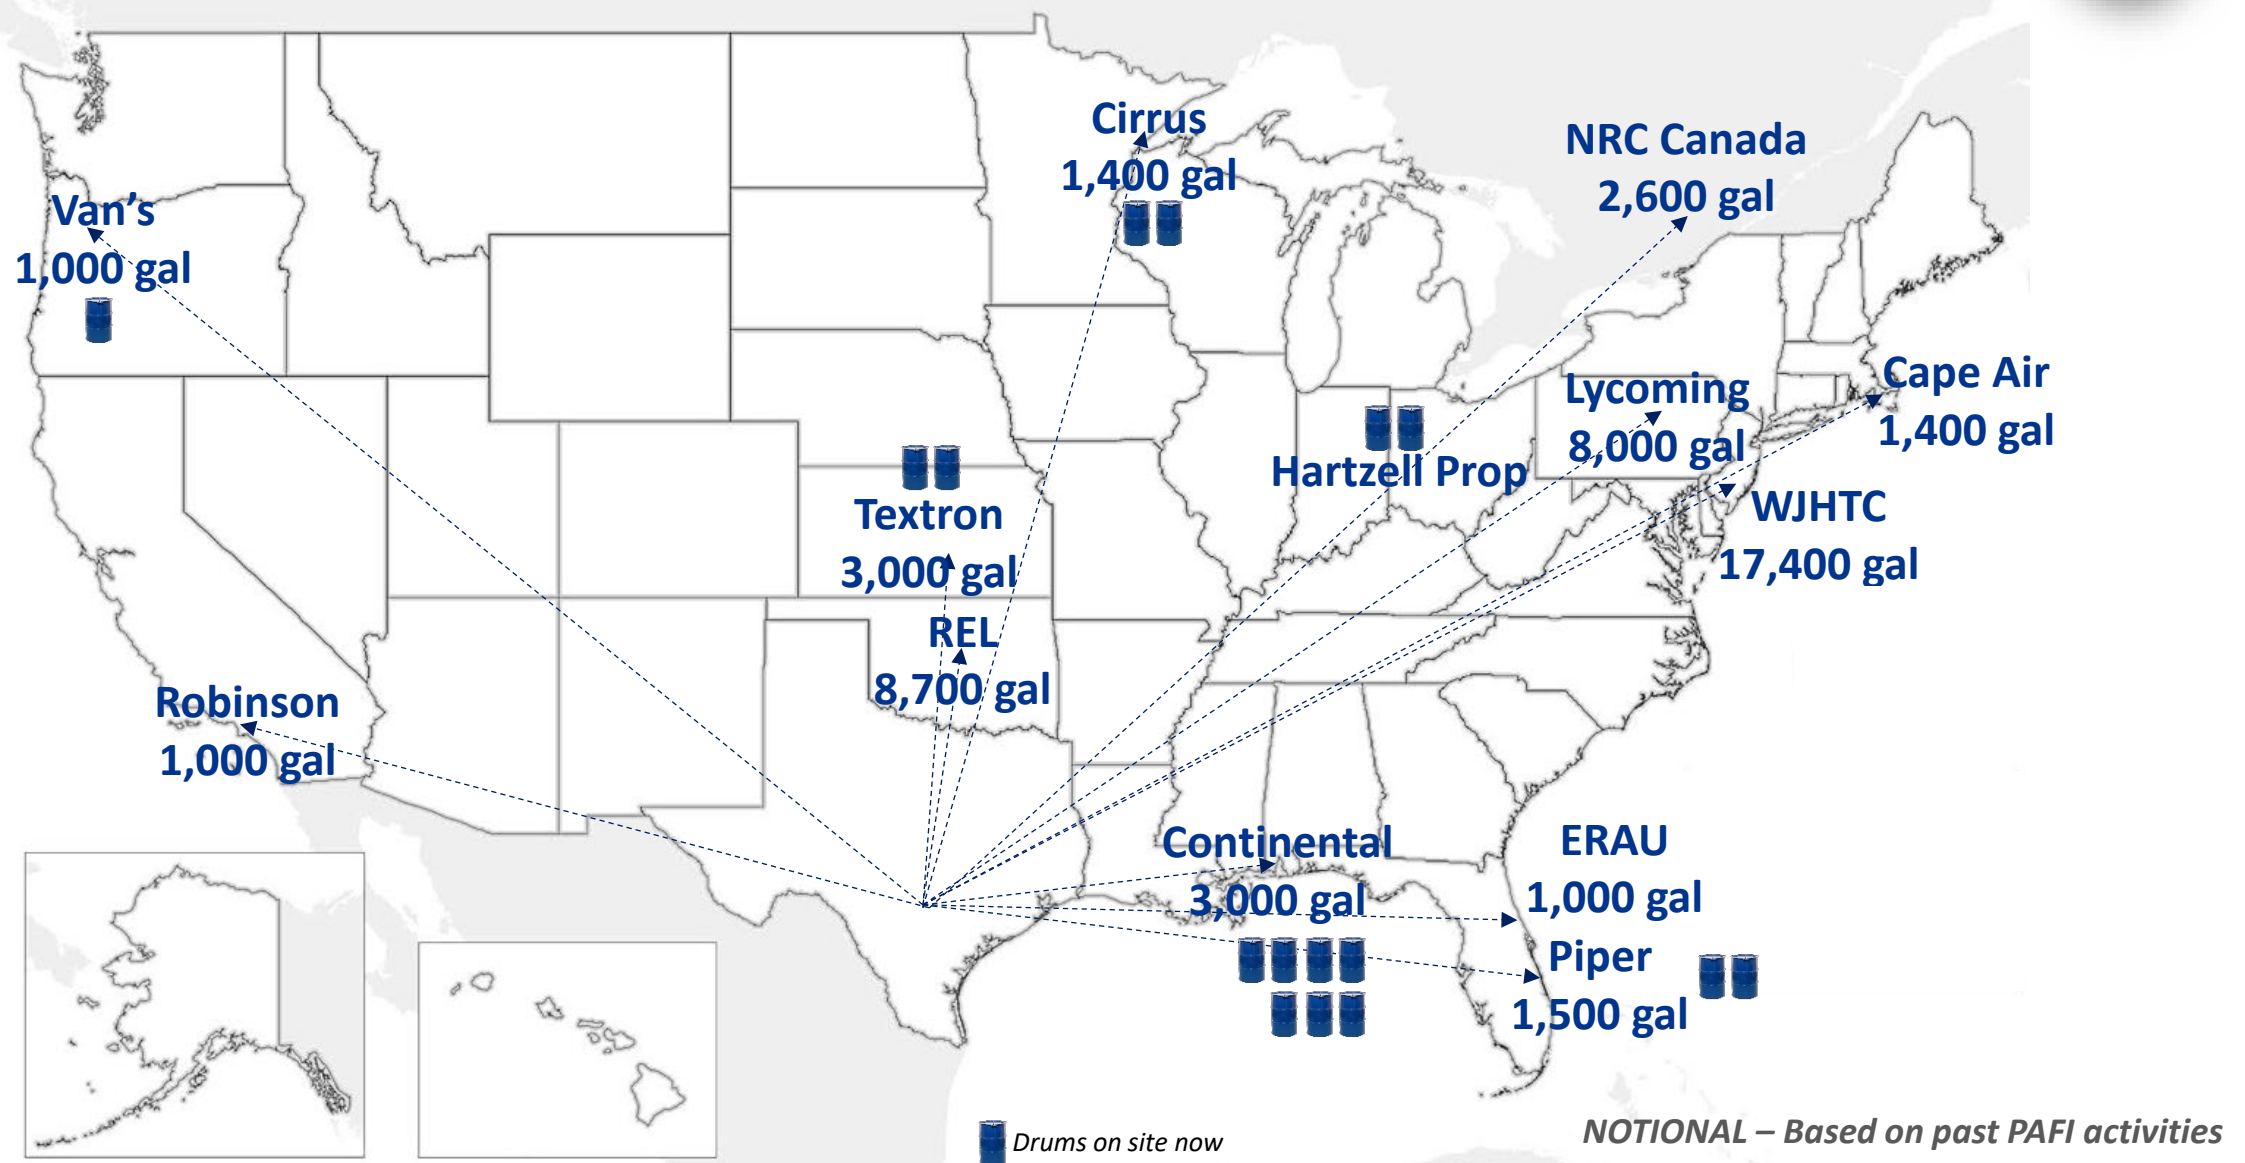 Cirrus
1,400 gal
NRC Canada
2,600 gal
Van's
1,000 gal
Cape Air
1,400 gal
Lycoming
8,000 gal
Hartzell Prop
Textron
3,000 gal
WJHTC
17,400 gal
REL
8,700 gal
Robinson
1,000 gal
Continental
3,000 gal
ERAU
1,000 gal
Piper
1,500 gal
Drums on site now
NOTIONAL – Based on past PAFI activities